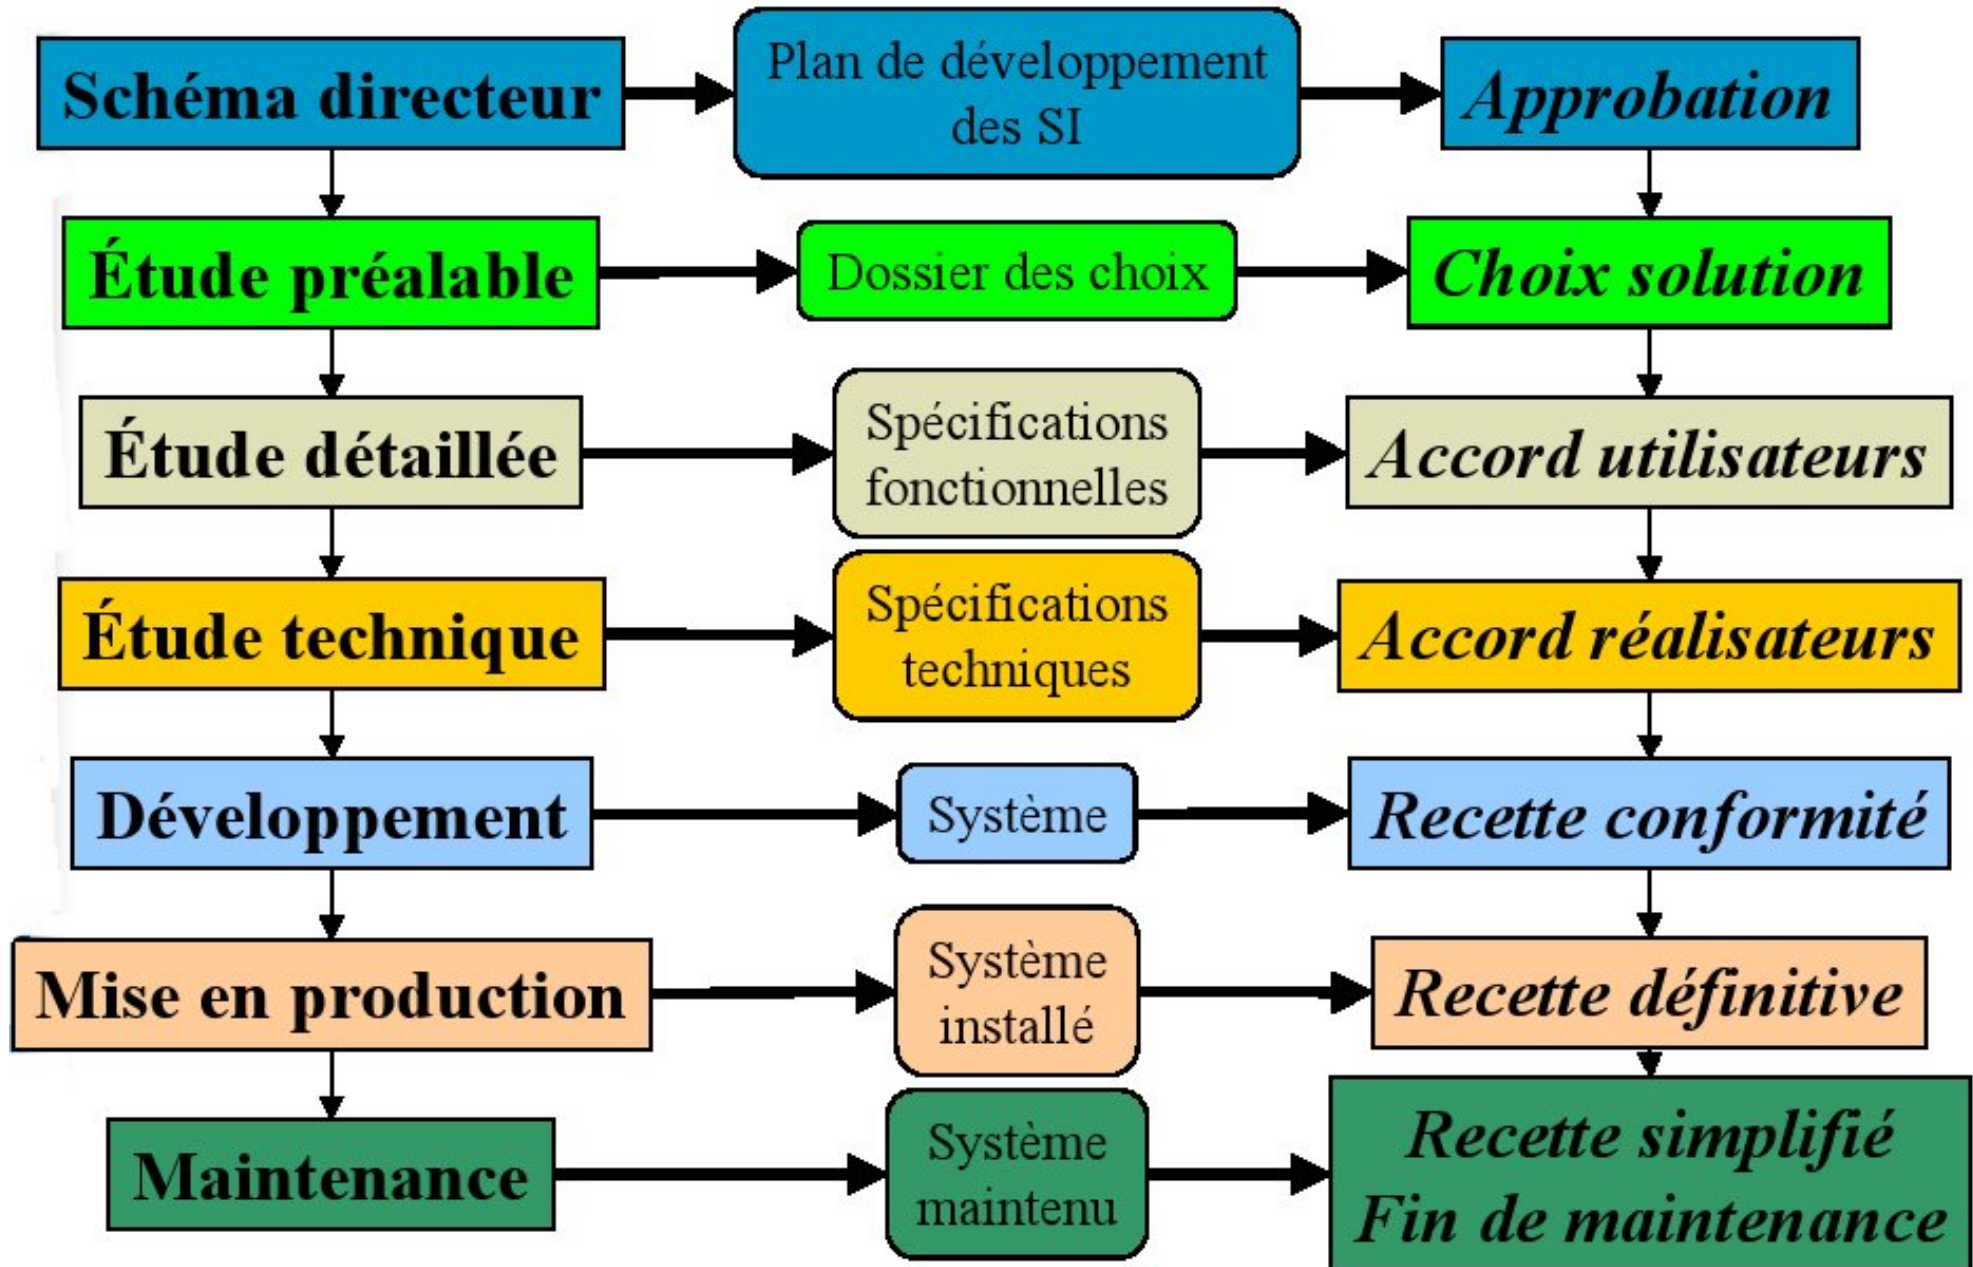 Schéma directeur
Plan de développement
des SI
Approbation
Étude préalable
Dossier des choix
Choix solution
Étude détaillée
Spécifications
fonctionnelles
Accord utilisateurs
Étude technique
Spécifications
techniques
Accord réalisateurs
Développement
Système
Recette conformité
Mise en production
Système
installé
Recette définitive
Maintenance
Système
maintenu
Recette simplifié
Fin de maintenance